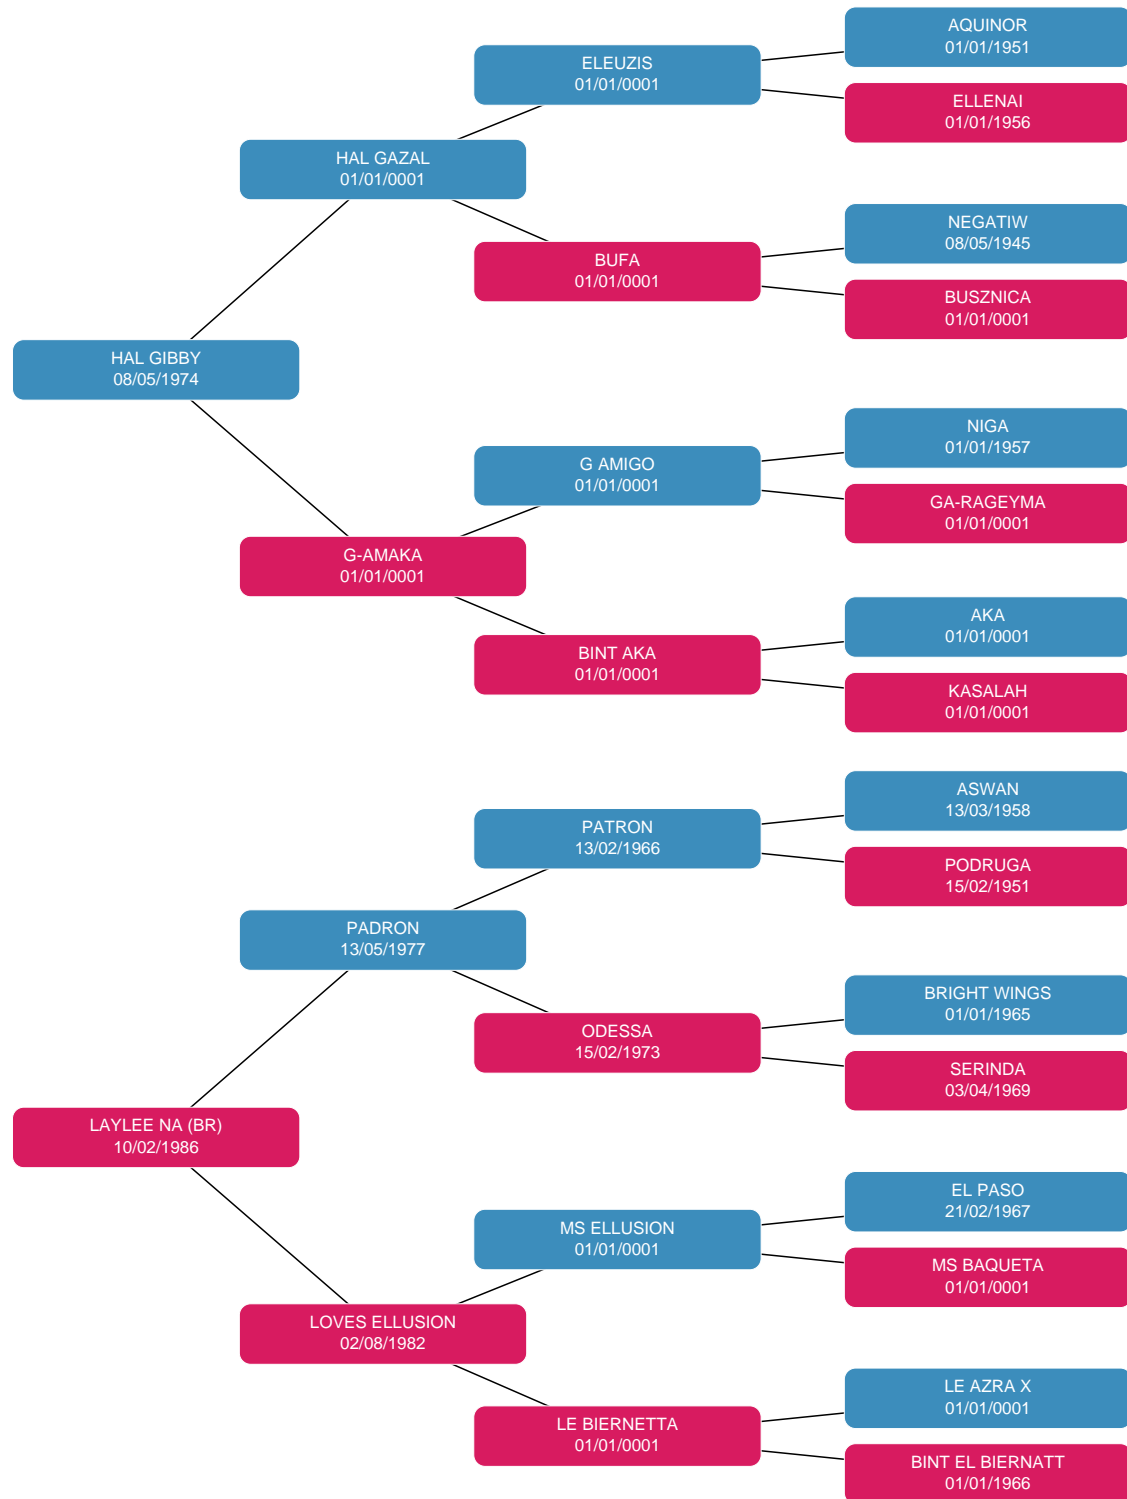 AQUINOR
01/01/1951
ELEUZIS
01/01/0001
ELLENAI
01/01/1956
HAL GAZAL
01/01/0001
NEGATIW
08/05/1945
BUFA
01/01/0001
BUSZNICA
01/01/0001
HAL GIBBY
08/05/1974
NIGA
01/01/1957
G AMIGO
01/01/0001
GA-RAGEYMA
01/01/0001
G-AMAKA
01/01/0001
AKA
01/01/0001
BINT AKA
01/01/0001
KASALAH
01/01/0001
ASWAN
13/03/1958
PATRON
13/02/1966
PODRUGA
15/02/1951
PADRON
13/05/1977
BRIGHT WINGS
01/01/1965
ODESSA
15/02/1973
SERINDA
03/04/1969
LAYLEE NA (BR)
10/02/1986
EL PASO
21/02/1967
MS ELLUSION
01/01/0001
MS BAQUETA
01/01/0001
LOVES ELLUSION
02/08/1982
LE AZRA X
01/01/0001
LE BIERNETTA
01/01/0001
BINT EL BIERNATT
01/01/1966